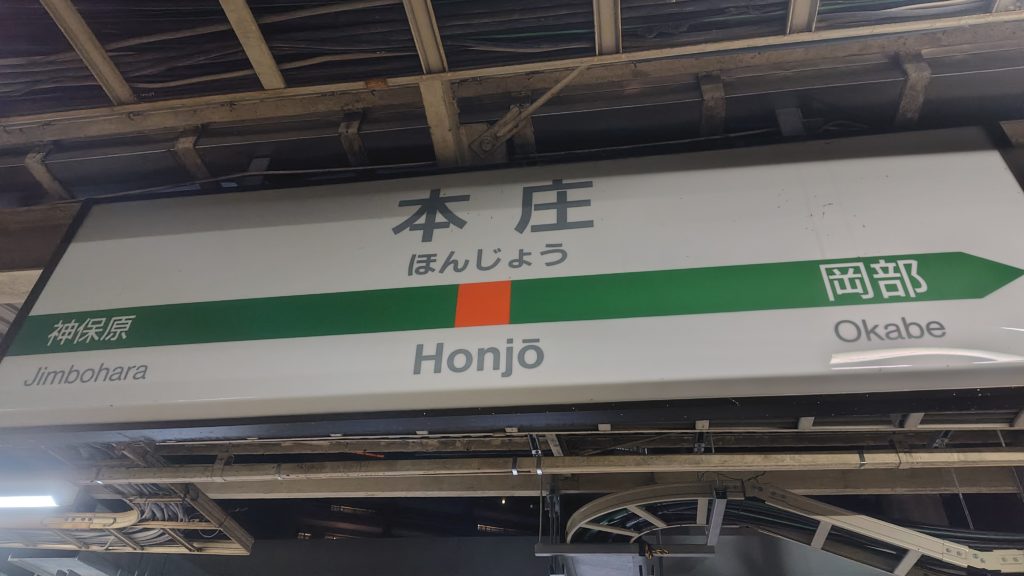 本庄
ほんじょう
神保原
岡部
Jimbohara
Honjō
Okabe